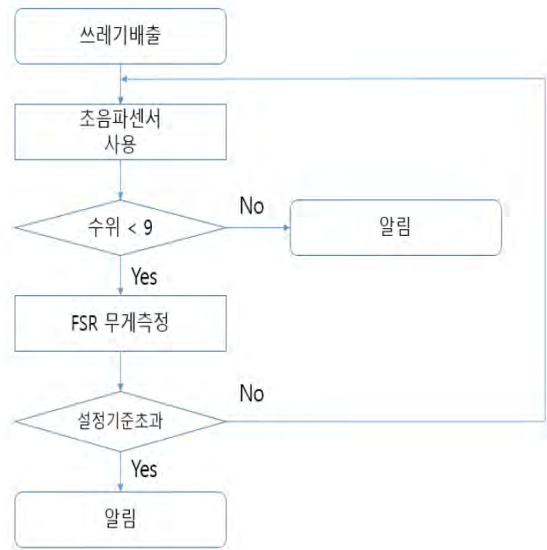 쓰레기배출
초음파센서
사용
수위 < 9
No
알림
Yes
FSR 무게측정
No
설정기준초과
Yes
알림